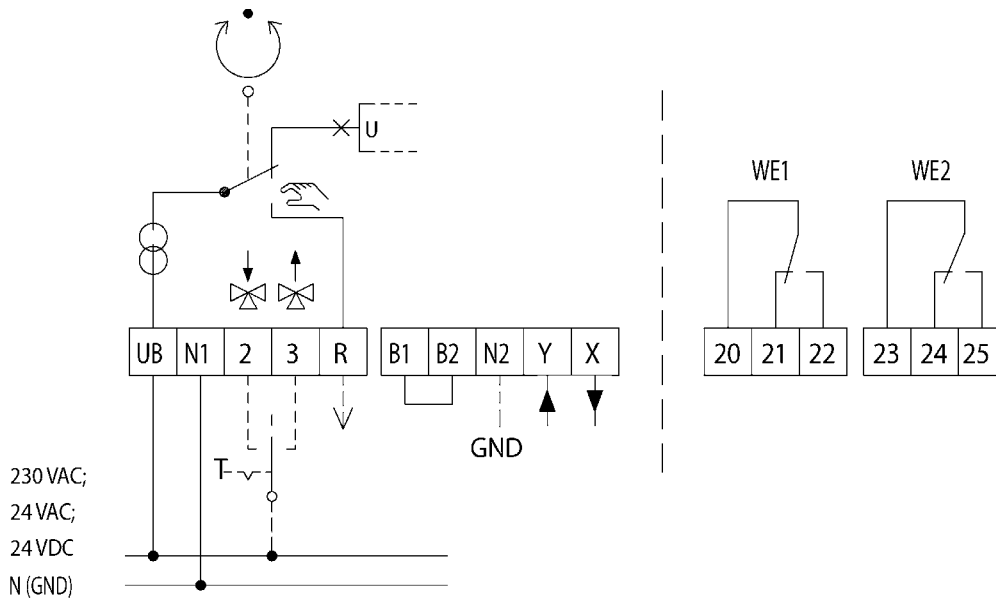 U
WE1 WE2
UB N1 2 3 R B1 B2 N2 Y X 20 21 22 23 24 25
GND
T
230 VAC;
24 VAC;
24 VDC
N (GND)